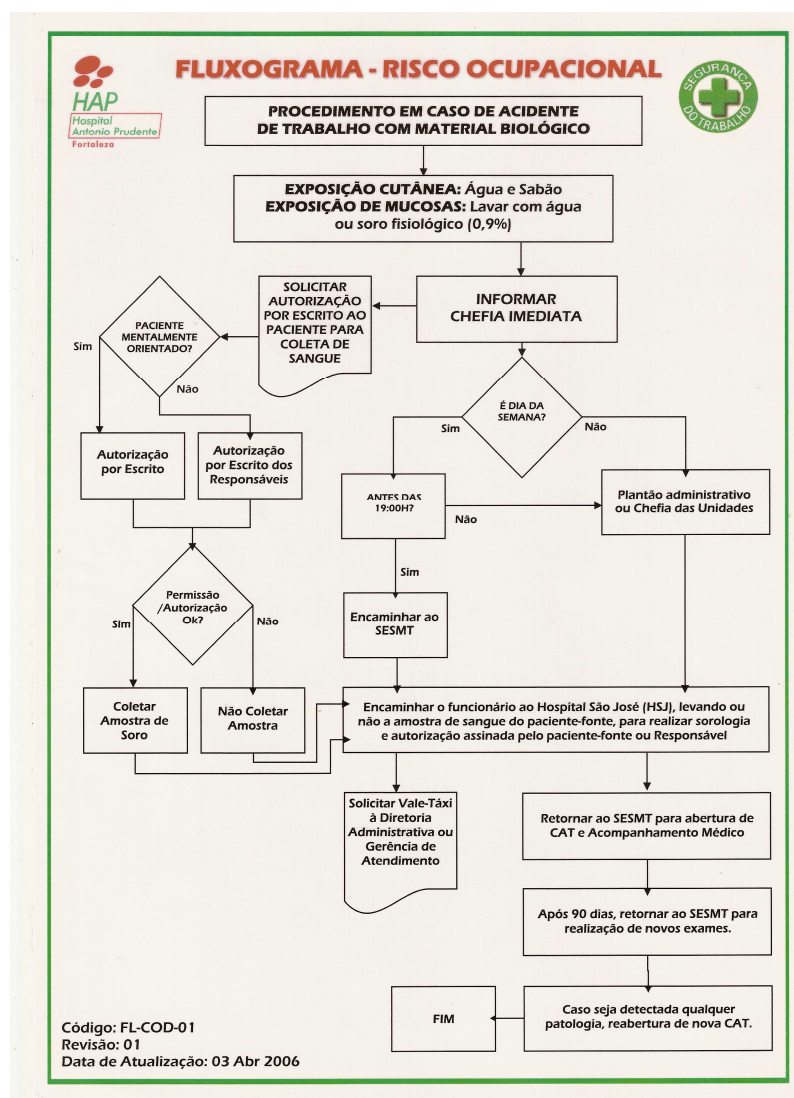 FLUXOGRAMA - RISCO OCUPACIONAL
HAP
Hospital
Antonio Prudente
Fortaleza
SEGURANÇA
DO TRABALHO
PROCEDIMENTO EM CASO DE ACIDENTE
DE TRABALHO COM MATERIAL BIOLÓGICO
EXPOSIÇÃO CUTÂNEA: Água e Sabão
EXPOSIÇÃO DE MUCOSAS: Lavar com água
ou soro fisiológico (0,9%)
INFORMAR
CHEFIA IMEDIATA
SOLICITAR
AUTORIZAÇÃO
POR ESCRITO AO
PACIENTE PARA
COLETA DE
SANGUE
PACIENTE
MENTALMENTE
ORIENTADO?
Sim
Não
Autorização
por Escrito
Autorização
por Escrito dos
Responsáveis
Permissão
/Autorização
Ok?
Sim
Não
Coletar
Amostra de
Soro
Não Coletar
Amostra
É DIA DA
SEMANA?
Sim
Não
ANTES DAS
19:00H?
Não
Sim
Plantão administrativo
ou Chefia das Unidades
Encaminhar ao
SESMT
Encaminhar o funcionário ao Hospital São José (HSJ), levando ou
não a amostra de sangue do paciente-fonte, para realizar sorologia
e autorização assinada pelo paciente-fonte ou Responsável
Solicitar Vale-Táxi
à Diretoria
Administrativa ou
Gerência de
Atendimento
Retornar ao SESMT para abertura de
CAT e Acompanhamento Médico
Após 90 dias, retornar ao SESMT para
realização de novos exames.
Caso seja detectada qualquer
patologia, reabertura de nova CAT.
FIM
Código: FL-COD-01
Revisão: 01
Data de Atualização: 03 Abr 2006